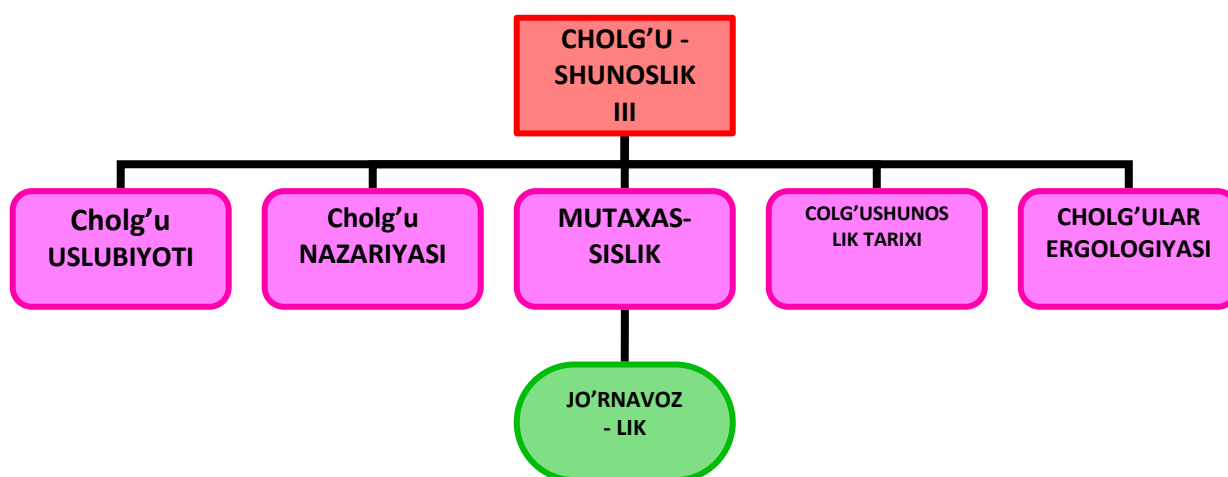 CHOLG’U -
SHUNOSLIK
III
Cholg’u
USLUBIYOTI
Cholg’u
NAZARIYASI
MUTAXAS-
SISLIK
COLG’USHUNOS
LIK TARIXI
CHOLG’ULAR
ERGOLOGIYASI
JO’RNAVOZ
- LIK